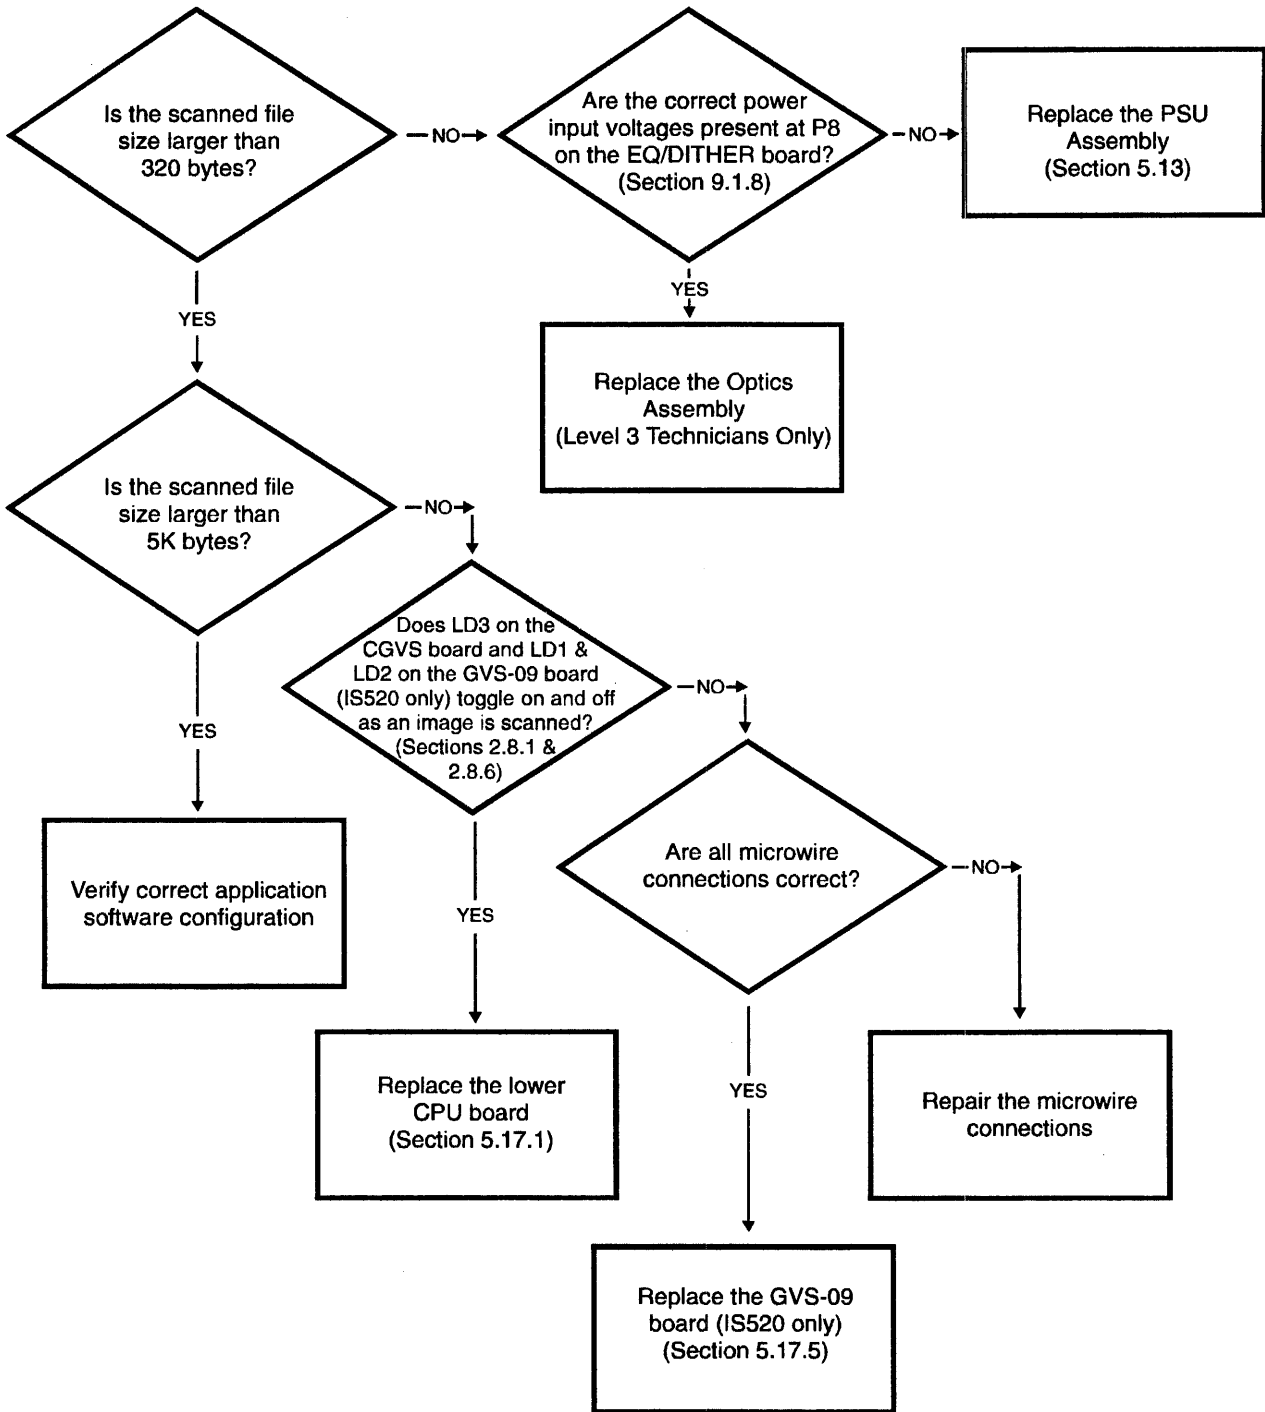 Is the scanned file
size larger than
320 bytes?
NO
Are the correct power
input voltages present at P8
on the EQ/DITHER board?
(Section 9.1.8)
NO
Replace the PSU
Assembly
(Section 5.13)
YES
YES
Replace the Optics
Assembly
(Level 3 Technicians Only)
Is the scanned file
size larger than
5K bytes?
NO
Does LD3 on the
CGVS board and LD1 &
LD2 on the GVS-09 board
(IS520 only) toggle on and off
as an image is scanned?
(Sections 2.8.1 &
2.8.6)
NO
YES
Verify correct application
software configuration
YES
Replace the lower
CPU board
(Section 5.17.1)
Are all microwire
connections correct?
NO
YES
Repair the microwire
connections
Replace the GVS-09
board (IS520 only)
(Section 5.17.5)